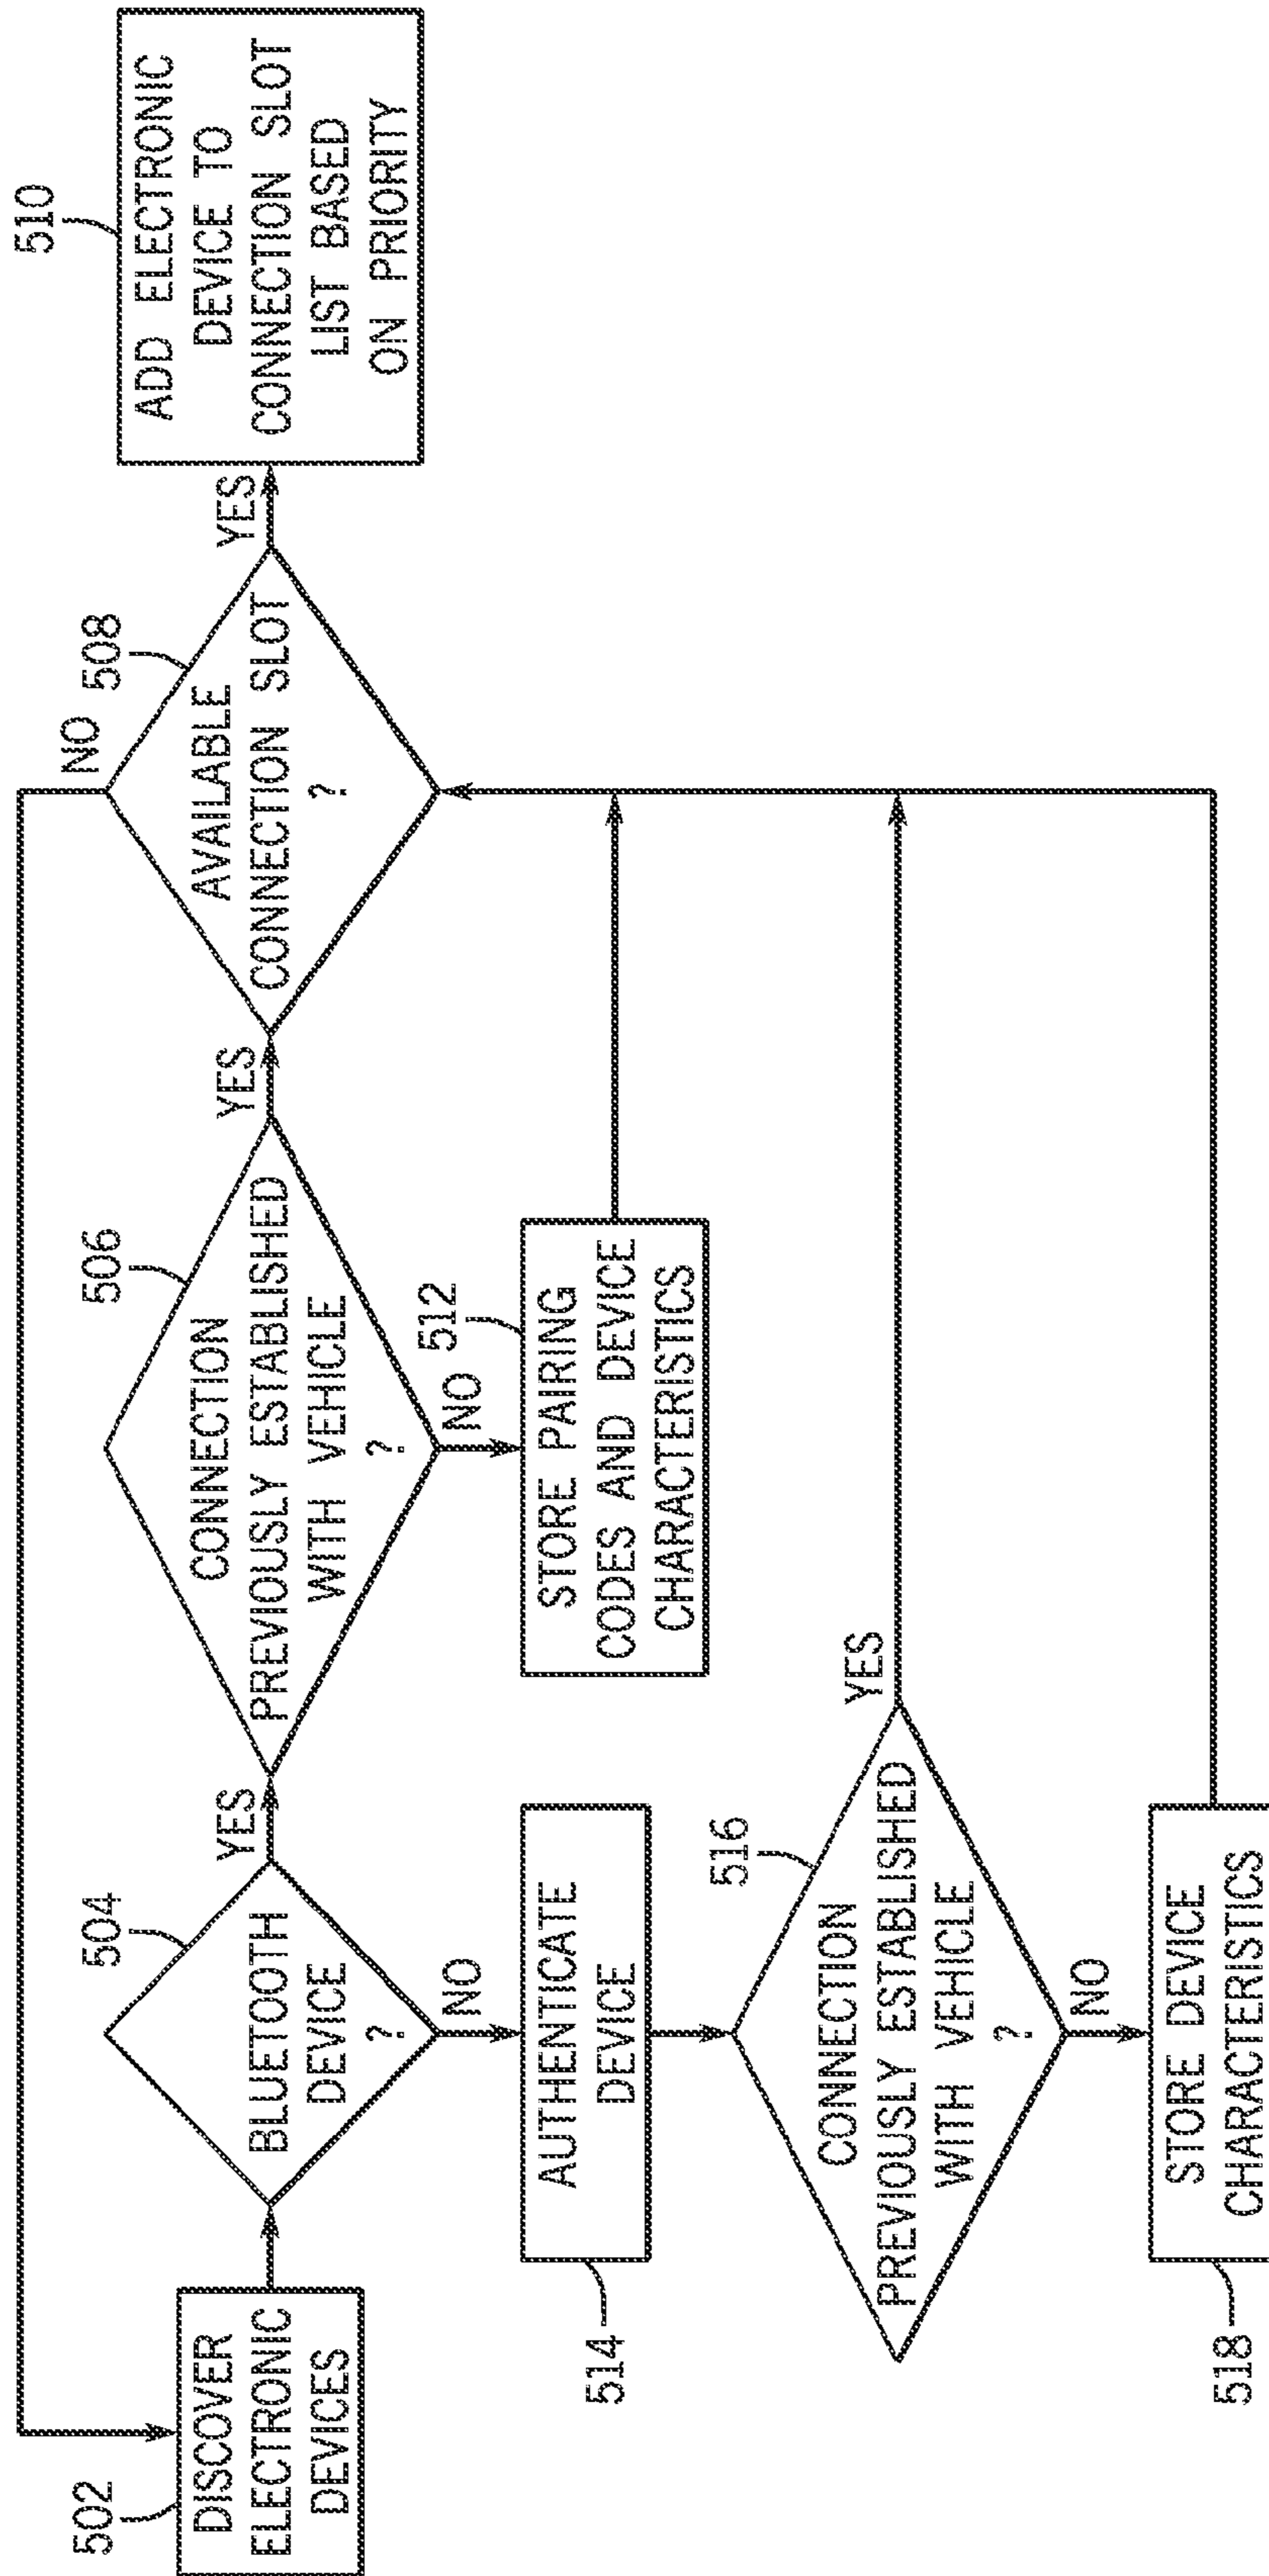 502
DISCOVER
ELECTRONIC
DEVICES
504
BLUETOOTH
DEVICE
?
YES
NO
506
CONNECTION
PREVIOUSLY ESTABLISHED
WITH VEHICLE
?
YES
NO
508
AVAILABLE
CONNECTION SLOT
?
NO
YES
510
ADD ELECTRONIC
DEVICE TO
CONNECTION SLOT
LIST BASED
ON PRIORITY
512
STORE PAIRING
CODES AND DEVICE
CHARACTERISTICS
514
AUTHENTICATE
DEVICE
516
CONNECTION
PREVIOUSLY ESTABLISHED
WITH VEHICLE
?
YES
NO
518
STORE DEVICE
CHARACTERISTICS